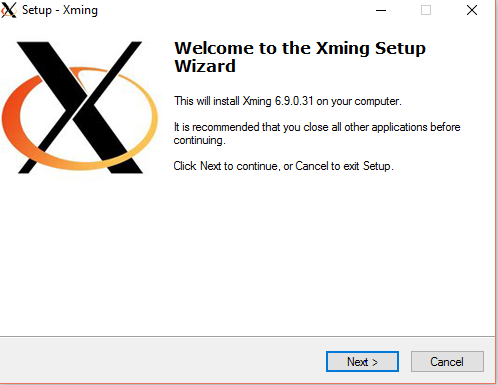 Setup - Xming
Welcome to the Xming Setup
Wizard
This will install Xming 6.9.0.31 on your computer.
It is recommended that you close all other applications before
continuing.
Click Next to continue, or Cancel to exit Setup.
Next >
Cancel